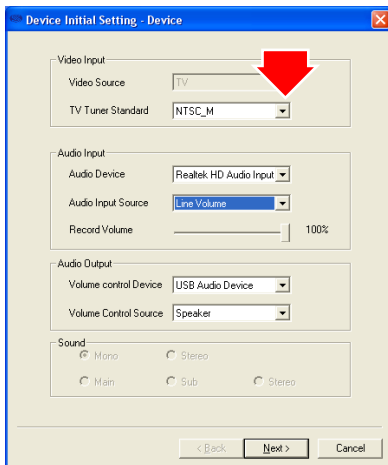 Device Initial Setting - Device
Video Input
Video Source TV
TV Tuner Standard NTSC_M
Audio Input
Audio Device Realtek HD Audio Input
Audio Input Source Line Volume
Record Volume 100%
Audio Output
Volume control Device USB Audio Device
Volume Control Source Speaker
Sound
Mono Stereo
Main Sub Stereo
< Back Next > Cancel